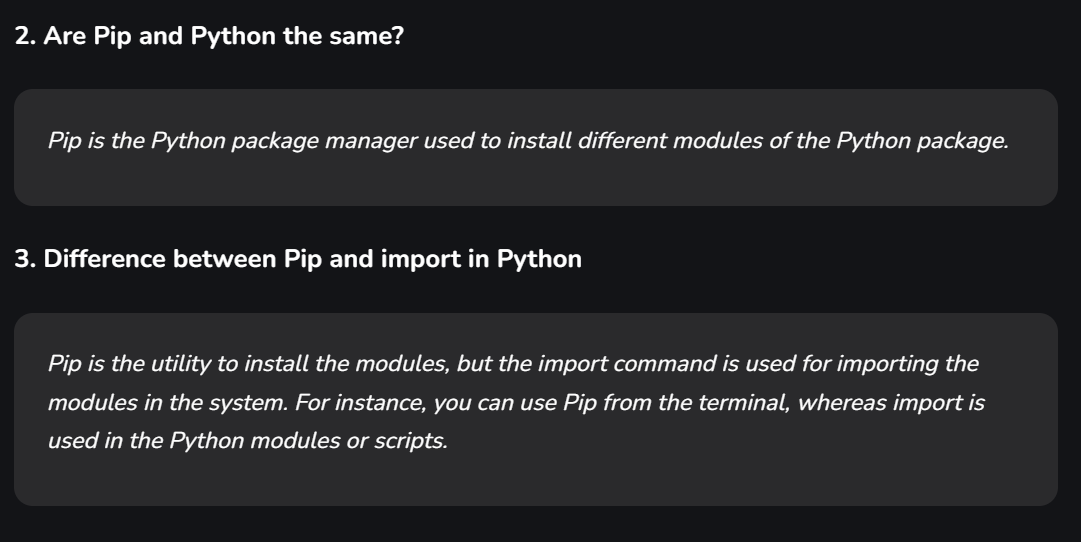 2. Are Pip and Python the same?
Pip is the Python package manager used to install different modules of the Python package.
3. Difference between Pip and import in Python
Pip is the utility to install the modules, but the import command is used for importing the
modules in the system. For instance, you can use Pip from the terminal, whereas import is
used in the Python modules or scripts.